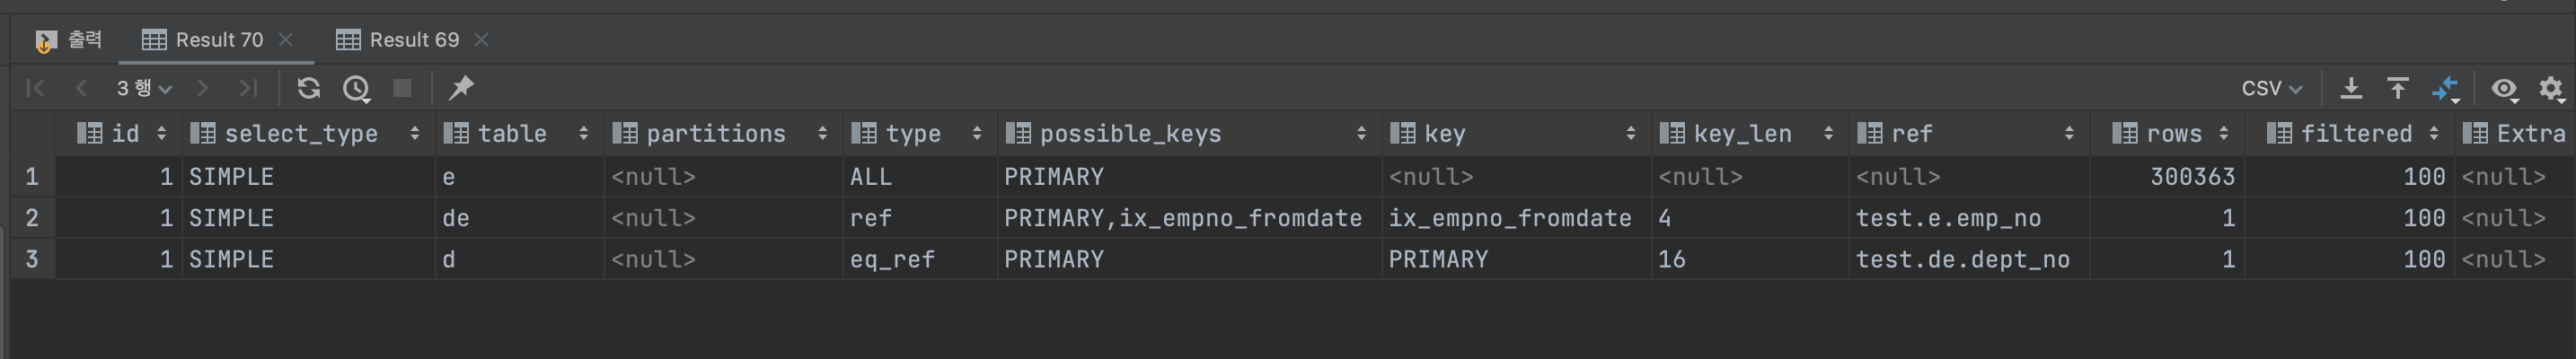 출력 Result 70 Result 69
3 행 CSV
id select_type table partitions type possible_keys key key_len ref rows filtered Extra
1 1 SIMPLE e <null> ALL PRIMARY <null> <null> <null> 300363 100 <null>
2 1 SIMPLE de <null> ref PRIMARY,ix_empno_fromdate ix_empno_fromdate 4 test.e.emp_no 1 100 <null>
3 1 SIMPLE d <null> eq_ref PRIMARY PRIMARY 16 test.de.dept_no 1 100 <null>